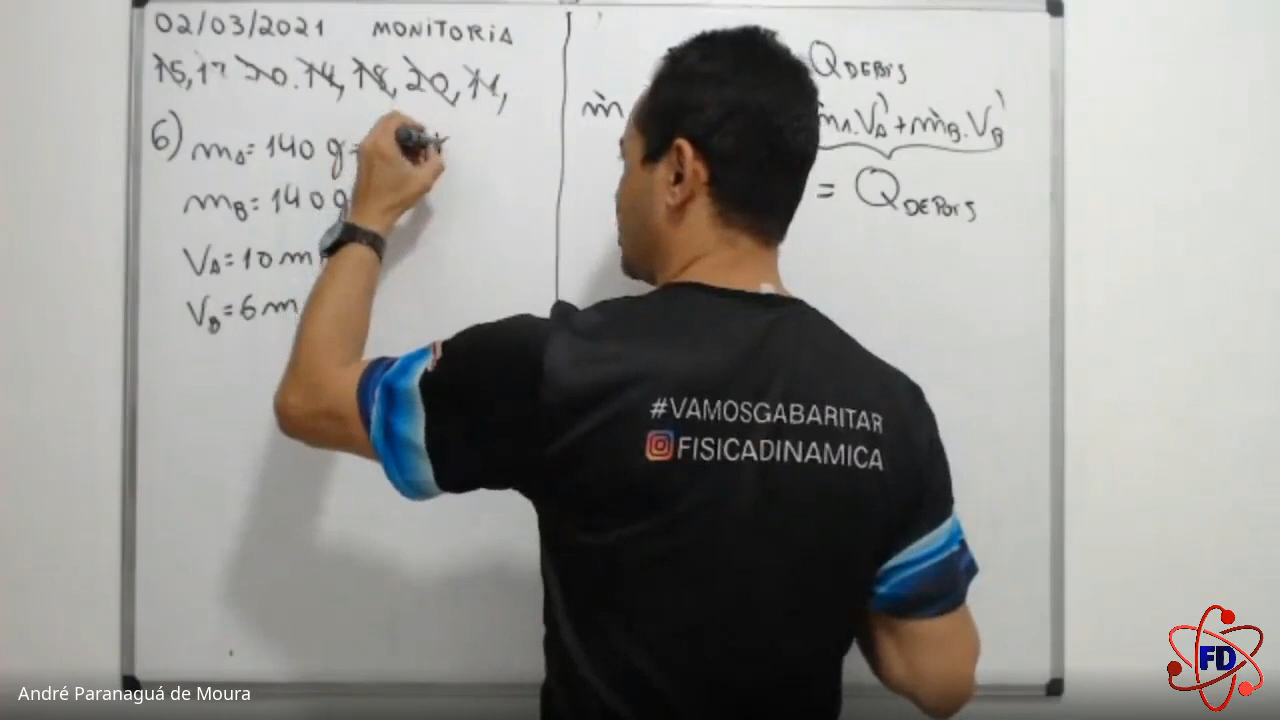 02/03/2021 MONITORIA
15, 17 20. 14, 18, 20, 11,
6) mA = 140 g
mB = 140 g
VA = 10 m
VB = 6 m
QDEPOIS
m
mA.VA' + mB.VB'
= QDEPOIS
#VAMOSGABARITAR
FISICADINAMICA
André Paranaguá de Moura
FD